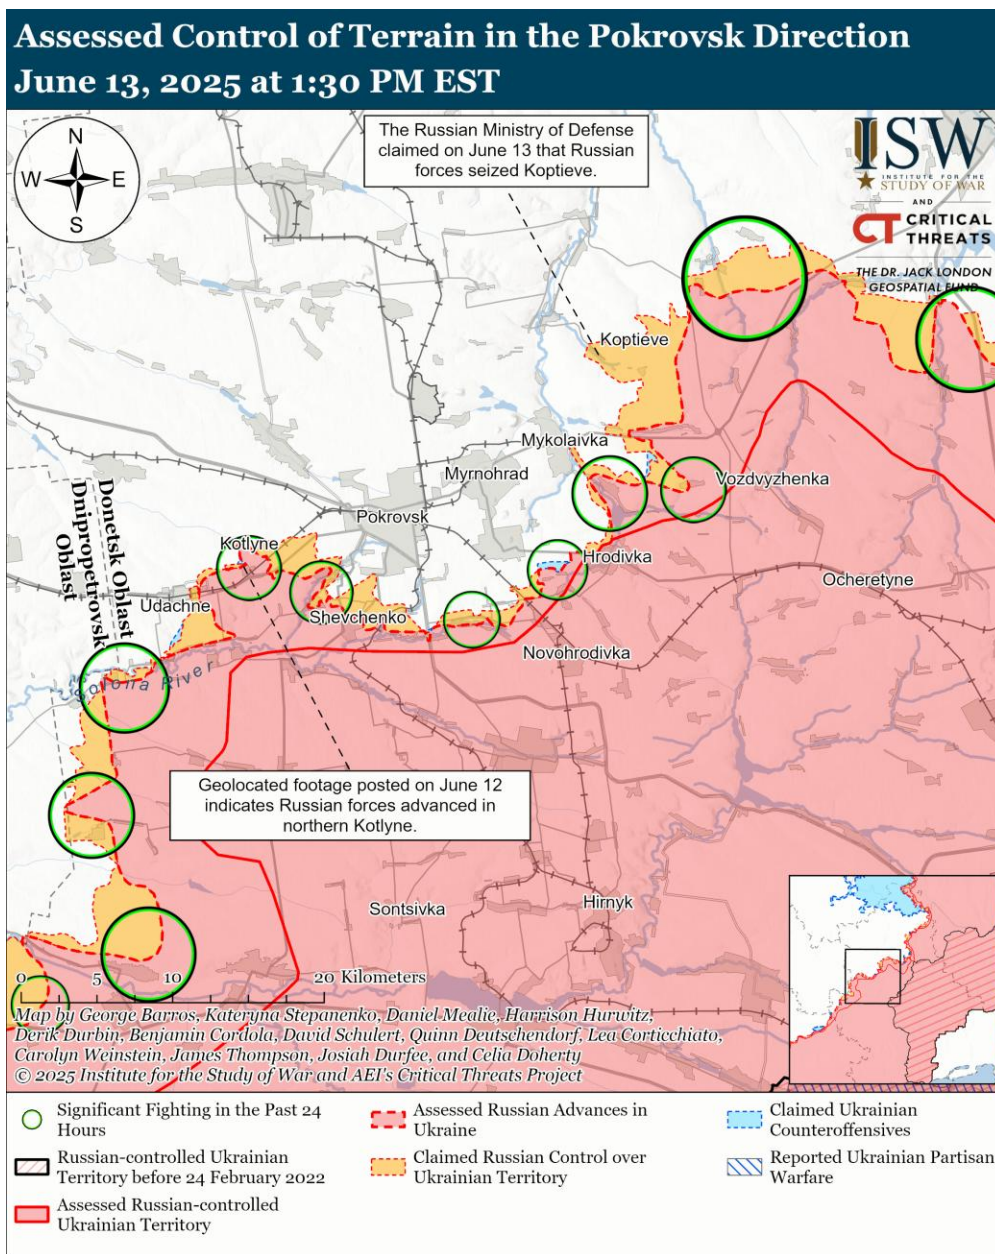 Assessed Control of Terrain in the Pokrovsk Direction
June 13, 2025 at 1:30 PM EST
N
W
E
S
The Russian Ministry of Defense
claimed on June 13 that Russian
forces seized Koptieve.
ISW
INSTITUTE FOR THE
STUDY OF WAR
AND
CT CRITICAL
THREATS
THE DR. JACK LONDON
GEOSPATIAL FUND
Koptieve
Mykolaivka
Myrnohrad
Vozdvyzhenka
Pokrovsk
Donetsk Oblast
Dnipropetrovsk
Oblast
Kotlyne
Hrodivka
Ocheretyne
Udachne
Shevchenko
Novohrodivka
Solona River
Geolocated footage posted on June 12
indicates Russian forces advanced in
northern Kotlyne.
Sontsivka
Hirnyk
0 5 10 20 Kilometers
Map by George Barros, Kateryna Stepanenko, Daniel Mealie, Harrison Hurwitz,
Derik Durbin, Benjamin Cordola, David Schulert, Quinn Deutschendorf, Lea Corticchiato,
Carolyn Weinstein, James Thompson, Josiah Durfee, and Celia Doherty
© 2025 Institute for the Study of War and AEI's Critical Threats Project
Significant Fighting in the Past 24
Hours
Russian-controlled Ukrainian
Territory before 24 February 2022
Assessed Russian-controlled
Ukrainian Territory
Assessed Russian Advances in
Ukraine
Claimed Russian Control over
Ukrainian Territory
Claimed Ukrainian
Counteroffensives
Reported Ukrainian Partisan
Warfare